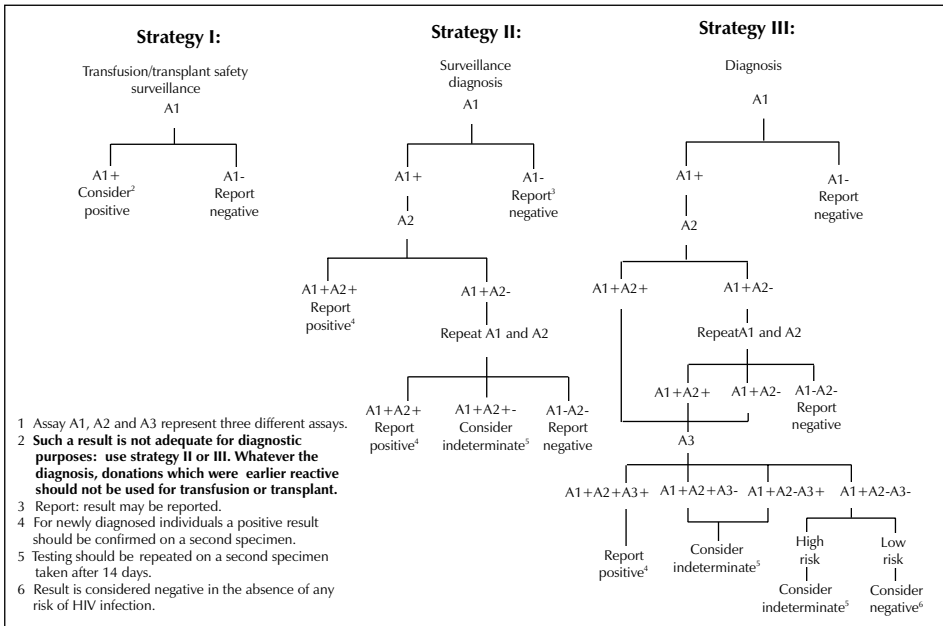 Strategy I:
Transfusion/transplant safety
surveillance
A1
A1+
Consider²
positive
A1-
Report
negative
Strategy II:
Surveillance
diagnosis
A1
A1+
A1-
Report³
negative
A2
A1+A2+
Report
positive⁴
A1+A2-
Repeat A1 and A2
A1+A2+
Report
positive⁴
A1+A2+-
Consider
indeterminate⁵
A1-A2-
Report
negative
Strategy III:
Diagnosis
A1
A1+
A1-
Report
negative
A2
A1+A2+
A1+A2-
RepeatA1 and A2
A1+A2+
A1+A2-
A1-A2-
Report
negative
A3
A1+A2+A3+
A1+A2+A3-
A1+A2-A3+
A1+A2-A3-
Report
positive⁴
Consider
indeterminate⁵
High
risk
Low
risk
Consider
indeterminate⁵
Consider
negative⁶
1 Assay A1, A2 and A3 represent three different assays.
2 Such a result is not adequate for diagnostic
purposes: use strategy II or III. Whatever the
diagnosis, donations which were earlier reactive
should not be used for transfusion or transplant.
3 Report: result may be reported.
4 For newly diagnosed individuals a positive result
should be confirmed on a second specimen.
5 Testing should be repeated on a second specimen
taken after 14 days.
6 Result is considered negative in the absence of any
risk of HIV infection.